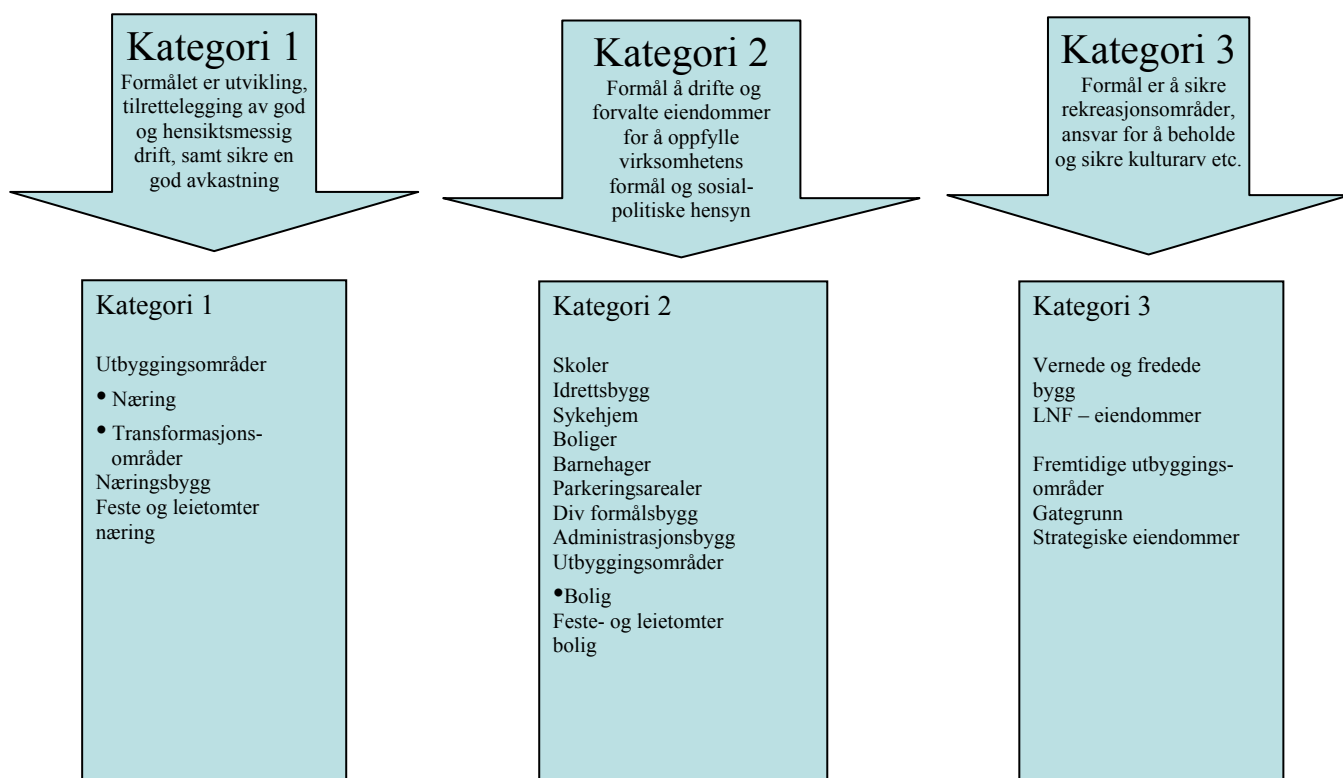 Kategori 1
Formålet er utvikling,
tilrettelegging av god
og hensiktsmessig
drift, samt sikre en
god avkastning
Kategori 2
Formål å drifte og
forvalte eiendommer
for å oppfylle
virksomhetens
formål og sosial-
politiske hensyn
Kategori 3
Formål er å sikre
rekreasjonsområder,
ansvar for å beholde
og sikre kulturarv etc.
Kategori 1
Utbyggingsområder
• Næring
• Transformasjons-
områder
Næringsbygg
Feste og leietomter
næring
Kategori 2
Skoler
Idrettsbygg
Sykehjem
Boliger
Barnehager
Parkeringsarealer
Div formålsbygg
Administrasjonsbygg
Utbyggingsområder
•Bolig
Feste- og leietomter
bolig
Kategori 3
Vernede og fredede
bygg
LNF – eiendommer
Fremtidige utbyggings-
områder
Gategrunn
Strategiske eiendommer